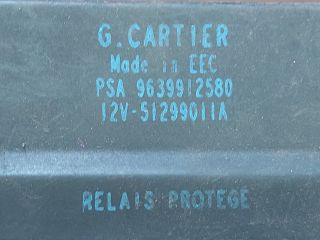 G.CARTIER
Made in EEC
PSA 9639912580
12V-51299011A
RELAIS PROTEGE